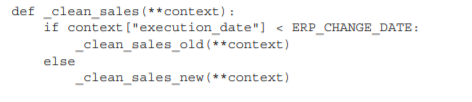 def _clean_sales(**context):
    if context["execution_date"] < ERP_CHANGE_DATE:
        _clean_sales_old(**context)
    else
        _clean_sales_new(**context)